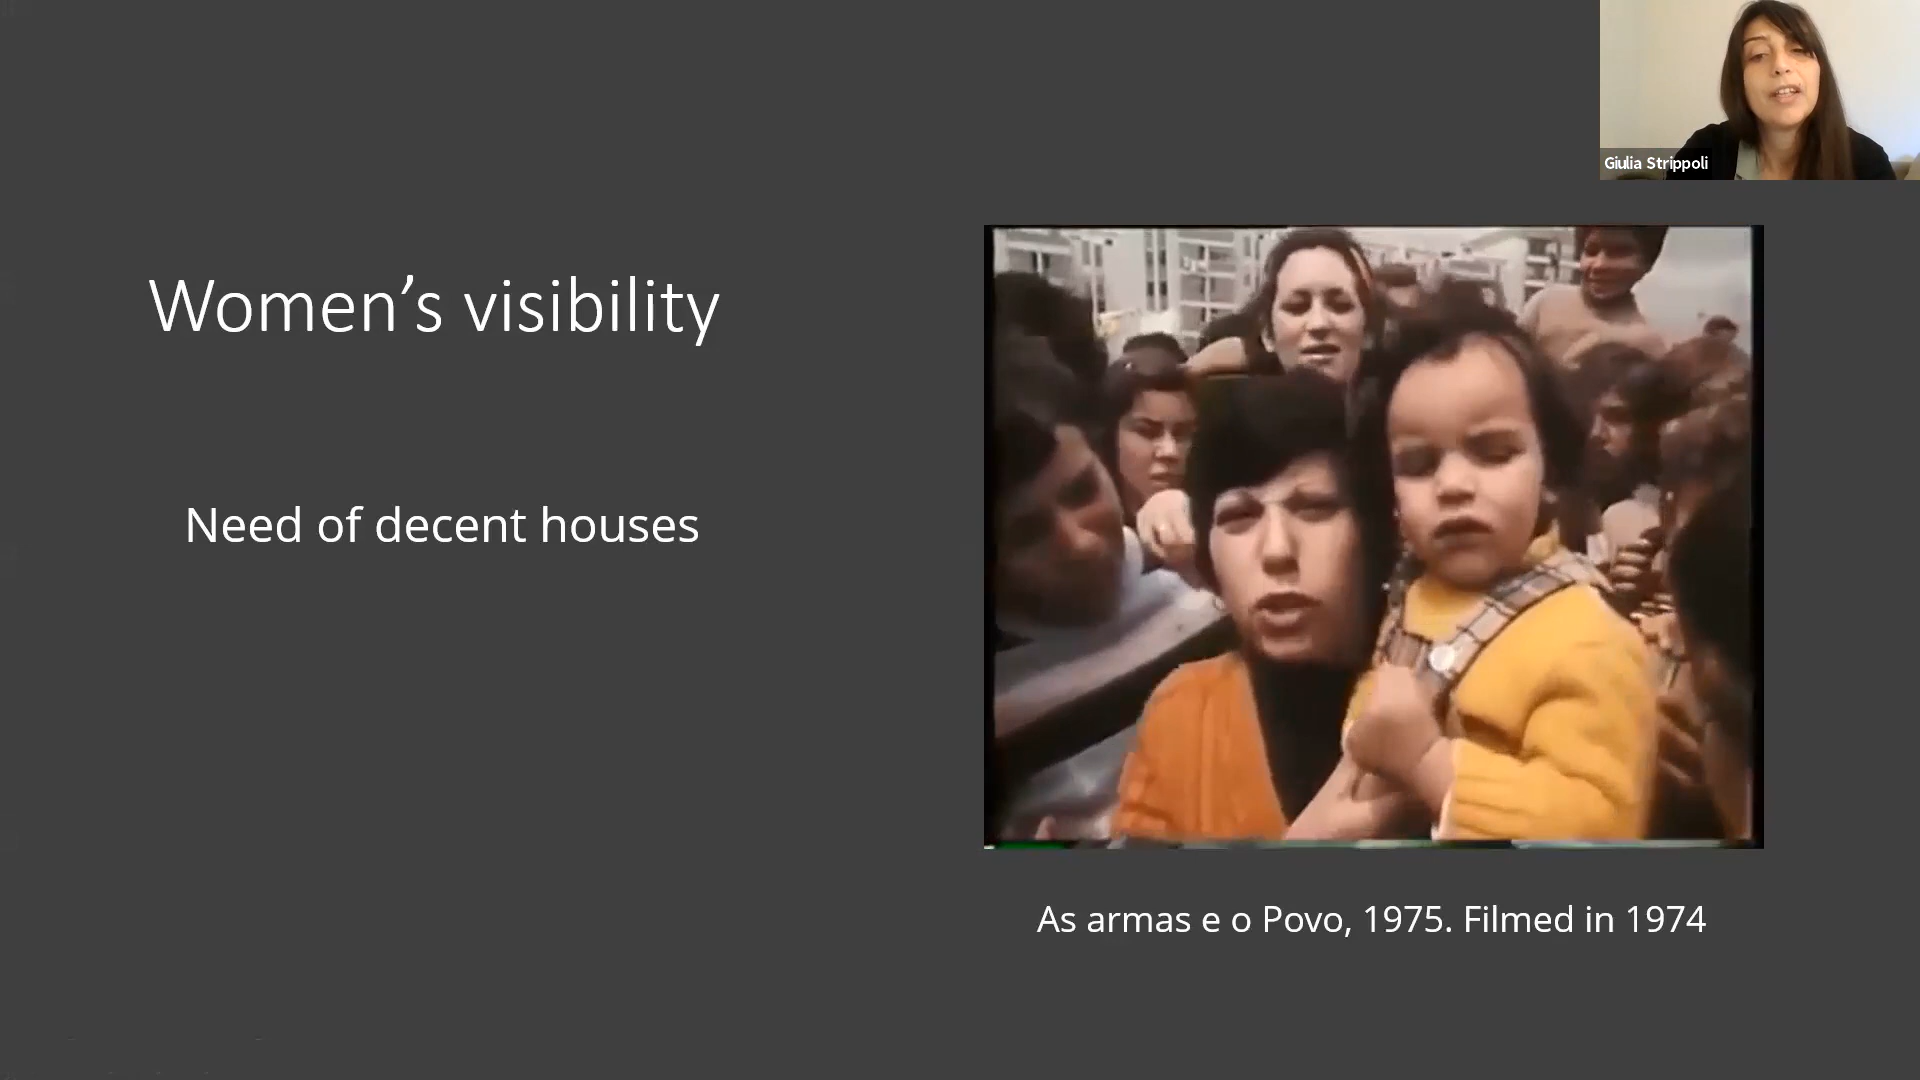 Giulia Strippoli
Women’s visibility
Need of decent houses
As armas e o Povo, 1975. Filmed in 1974